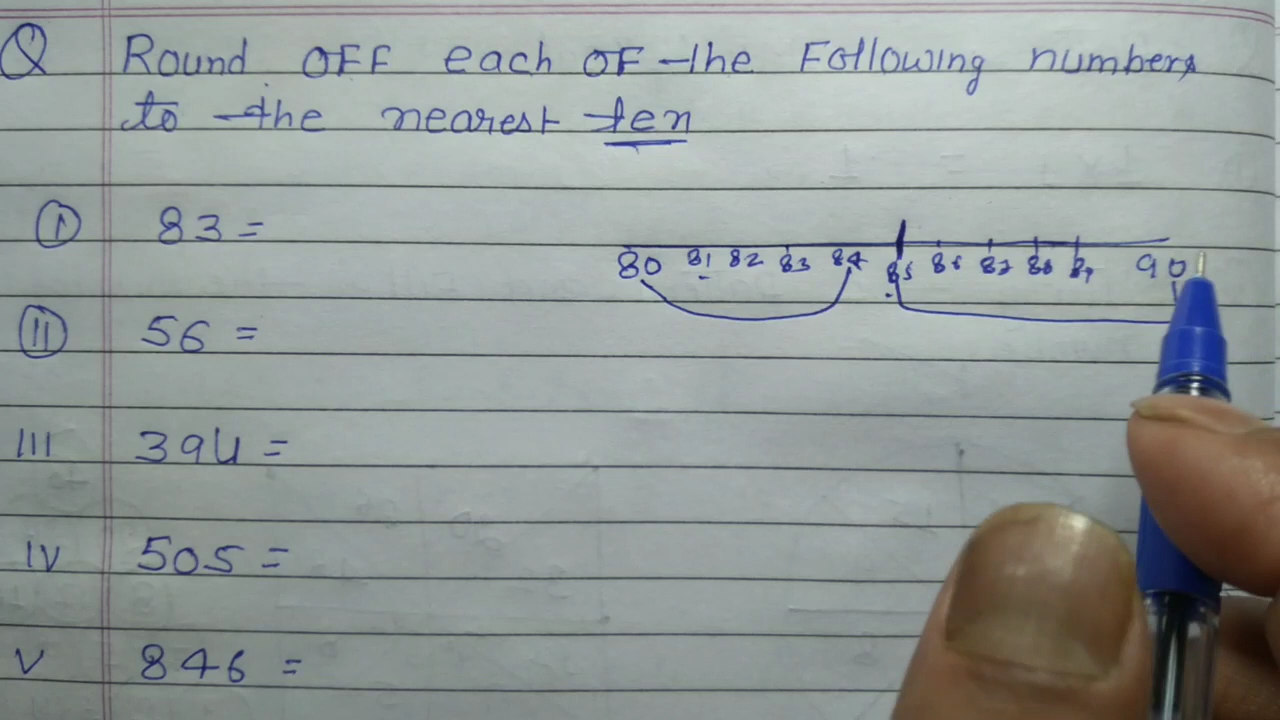 Q Round OFF each OF the Following numbers
to the nearest ten
I 83 =
80 81 82 83 84 85 86 87 88 89 90
II 56 =
III 394 =
IV 505 =
V 846 =